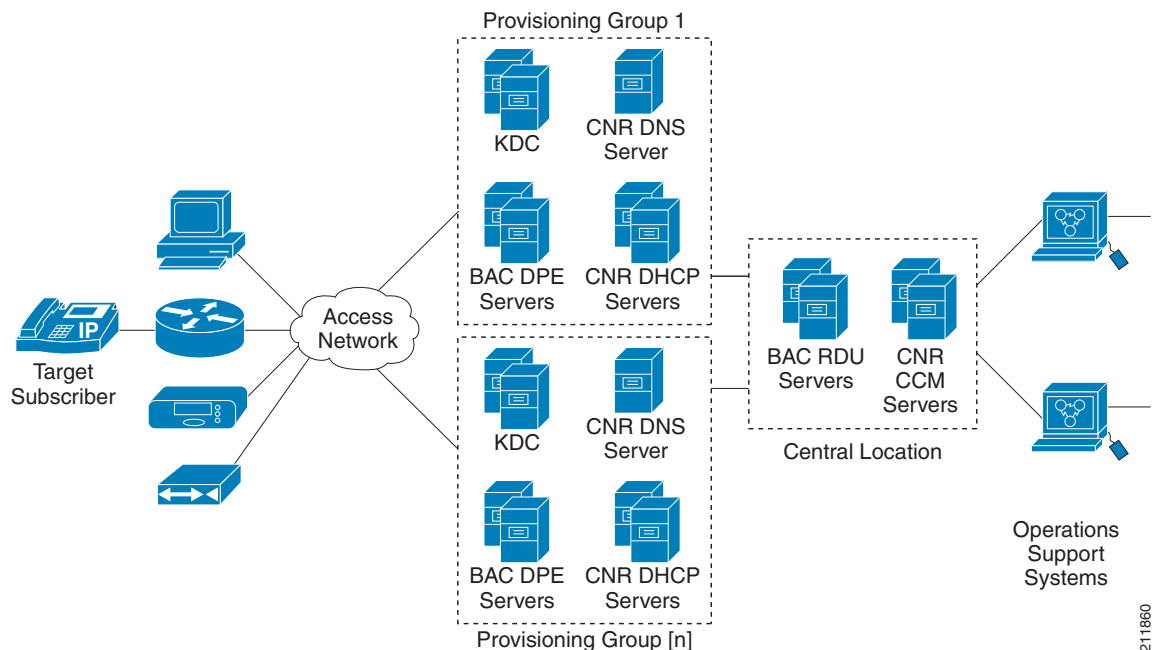 Provisioning Group 1
KDC
CNR DNS
Server
BAC DPE
Servers
CNR DHCP
Servers
IP
Target
Subscriber
Access
Network
BAC RDU
Servers
CNR
CCM
Servers
Central Location
KDC
CNR DNS
Server
BAC DPE
Servers
CNR DHCP
Servers
Provisioning Group [n]
Operations
Support
Systems
211860